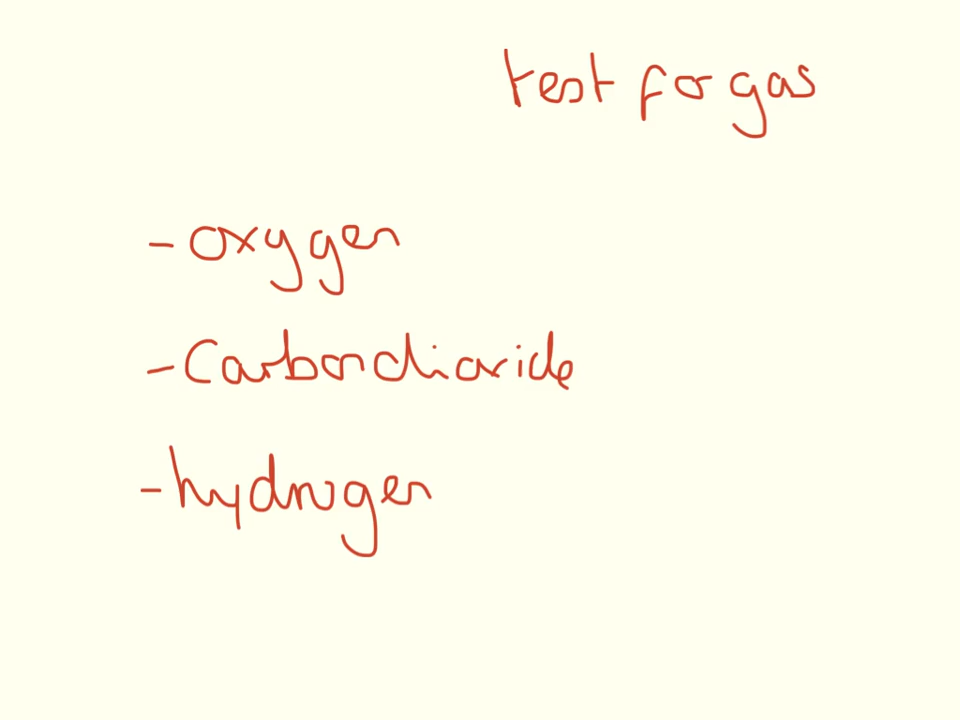 test for gas
- oxygen
- Carbondioxide
- hydrogen